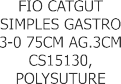 FIO CATGUT
SIMPLES GASTRO
3-0 75CM AG.3CM
CS15130,
POLYSUTURE